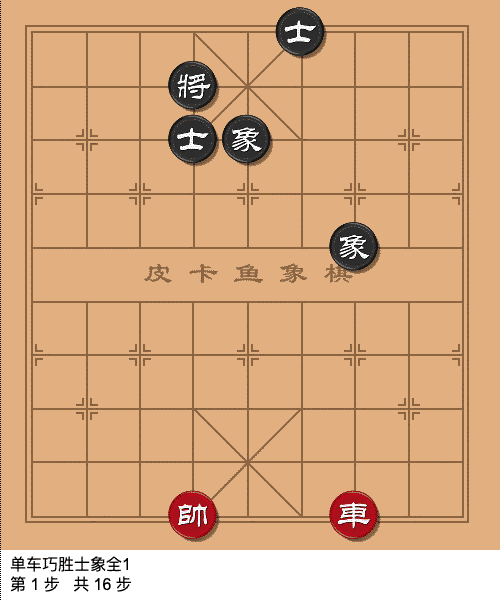 士
將
士 象
象
皮卡鱼象棋
帥 車
单车巧胜士象全1
第 1 步 共 16 步